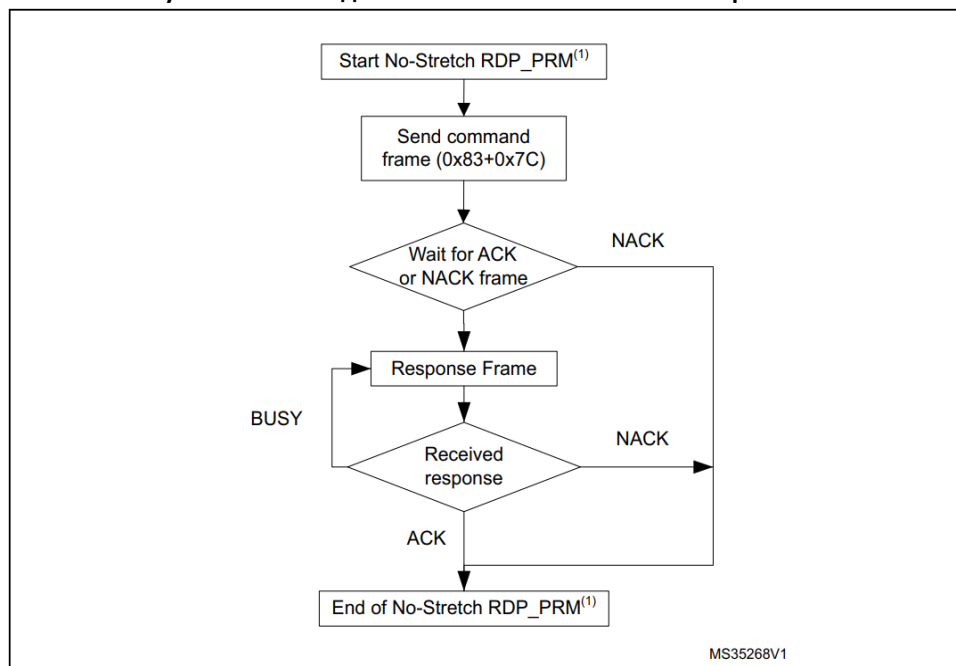 Start No-Stretch RDP_PRM(1)
Send command
frame (0x83+0x7C)
Wait for ACK
or NACK frame
NACK
Response Frame
BUSY
Received
response
NACK
ACK
End of No-Stretch RDP_PRM(1)
MS35268V1